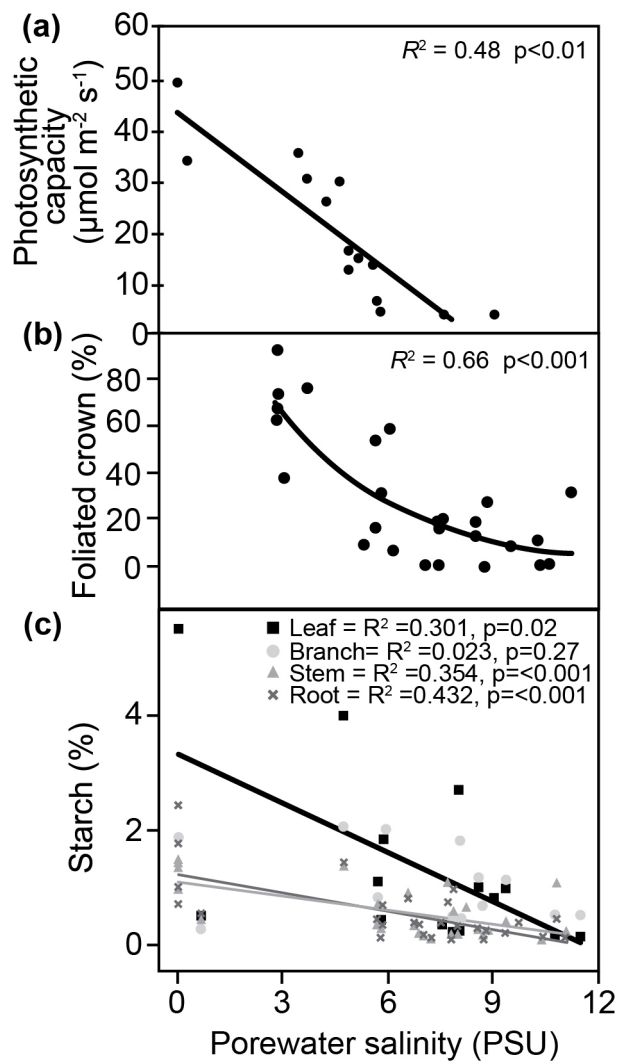 (a)
Photosynthetic
capacity
(μmol m⁻² s⁻¹)
60
50
40
30
20
10
0
R² = 0.48 p<0.01
(b)
Foliated crown (%)
80
60
40
20
0
R² = 0.66 p<0.001
(c)
Starch (%)
4
2
0
Leaf = R² =0.301, p=0.02
Branch= R² =0.023, p=0.27
Stem = R² =0.354, p=<0.001
Root = R² =0.432, p=<0.001
0 3 6 9 12
Porewater salinity (PSU)